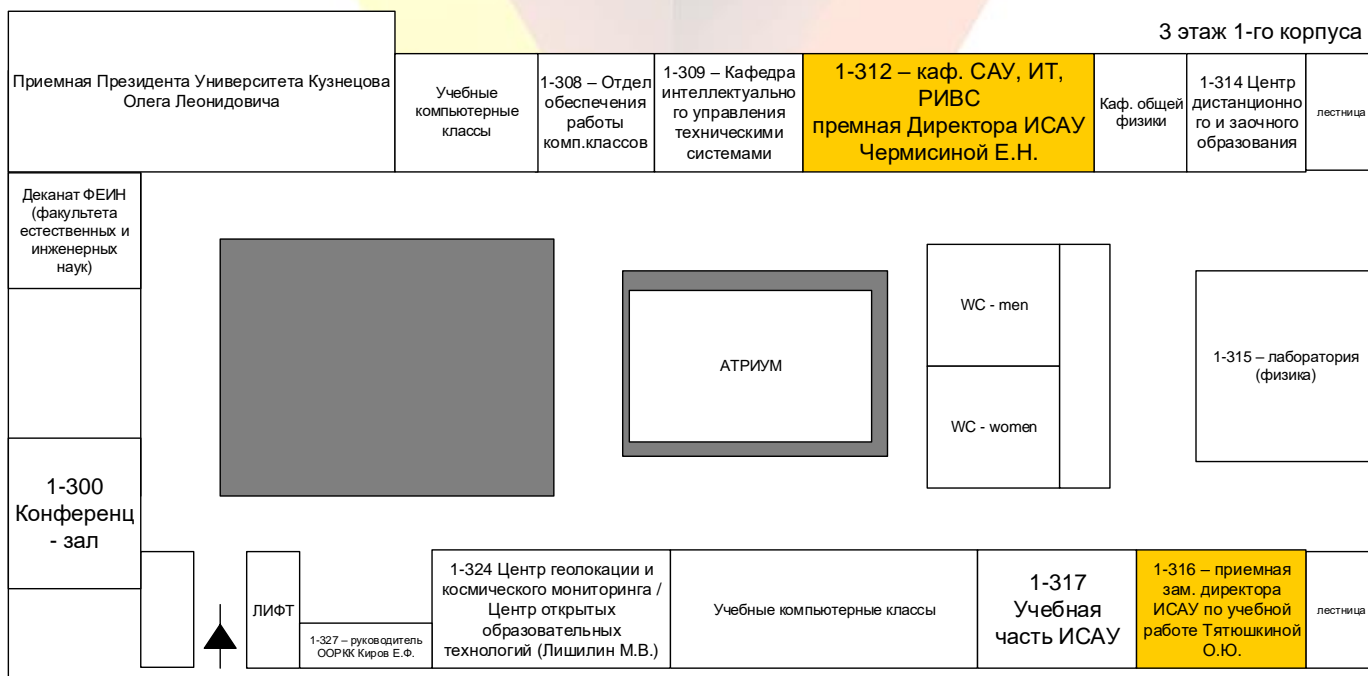 3 этаж 1-го корпуса
Приемная Президента Университета Кузнецова
Олега Леонидовича
Учебные
компьютерные
классы
1-308 – Отдел
обеспечения
работы
комп.классов
1-309 – Кафедра
интеллектуально
го управления
техническими
системами
1-312 – каф. САУ, ИТ,
РИВС
премная Директора ИСАУ
Чермисиной Е.Н.
Каф. общей
физики
1-314 Центр
дистанционно
го и заочного
образования
лестница
Деканат ФЕИН
(факультета
естественных и
инженерных
наук)
АТРИУМ
WC - men
WC - women
1-315 – лаборатория
(физика)
1-300
Конференц
- зал
ЛИФТ
1-327 – руководитель
ООРКК Киров Е.Ф.
1-324 Центр геолокации и
космического мониторинга /
Центр открытых
образовательных
технологий (Лишилин М.В.)
Учебные компьютерные классы
1-317
Учебная
часть ИСАУ
1-316 – приемная
зам. директора
ИСАУ по учебной
работе Тятюшкиной
О.Ю.
лестница